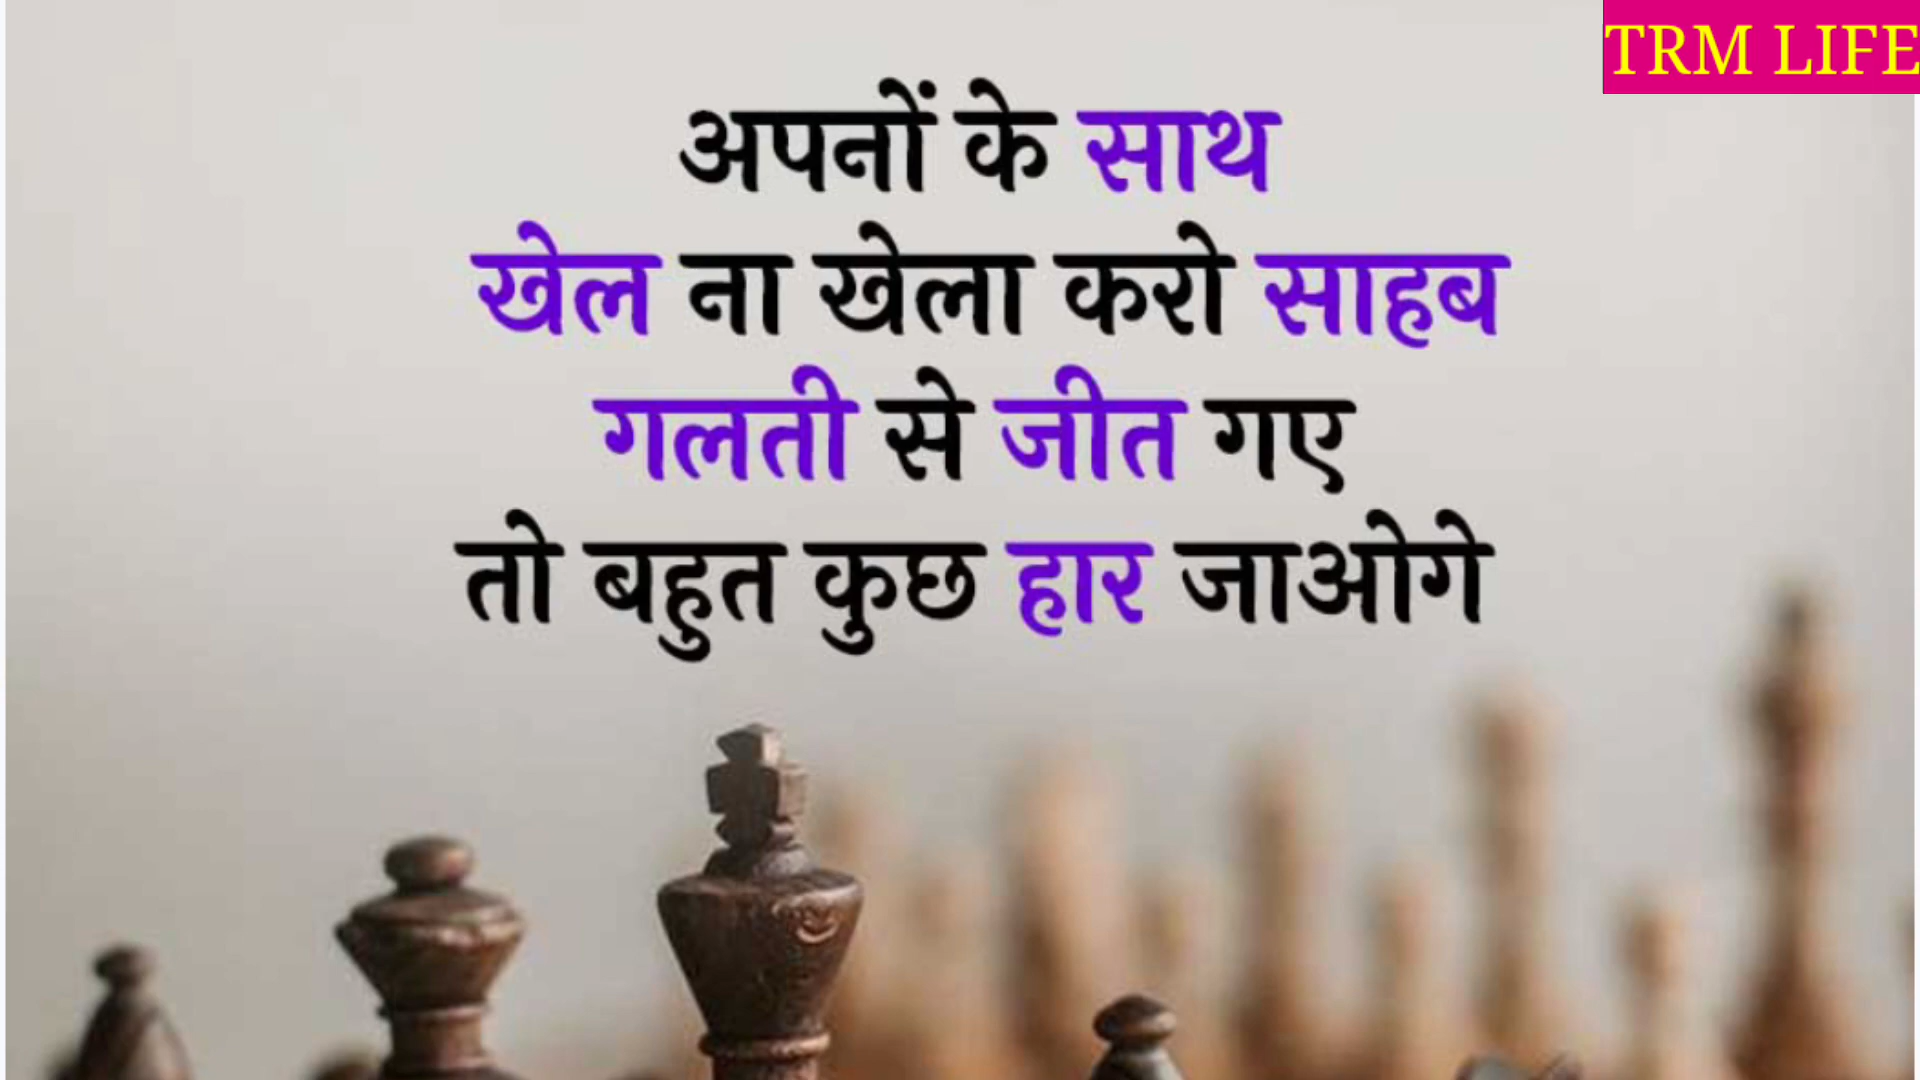 TRM LIFE
अपनों के साथ
खेल ना खेला करो साहब
गलती से जीत गए
तो बहुत कुछ हार जाओगे